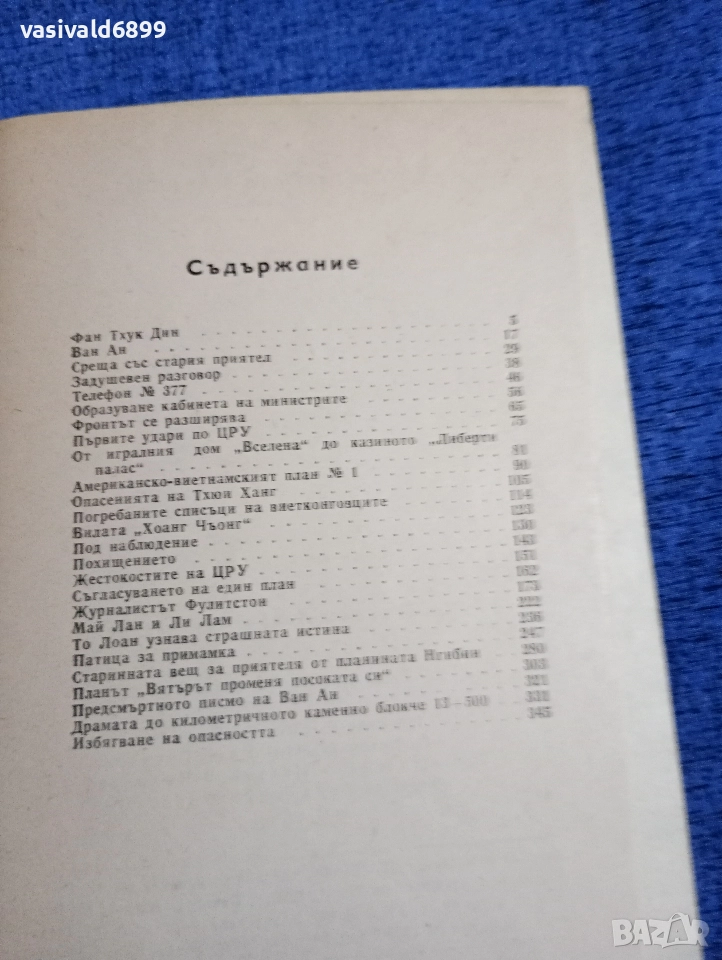 vasivald6899
Съдържание
Фан Тхук Дин 5
Ван Ан 17
Среща със стария приятел 29
Задушевен разговор 38
Телефон № 377 46
Образуване кабинета на министрите 56
Фронтът се разширява 65
Първите удари по ЦРУ 75
От игралния дом „Вселена“ до казиното „Либерти
палас“ 81
Американско-виетнамският план № 1 90
Опасенията на Тхюи Ханг 105
Погребаните списъци на виетконговците 114
Вилата „Хоанг Чъонг“ 123
Под наблюдение 130
Похищението 143
Жестокостите на ЦРУ 151
Съгласуването на един план 162
Журналистът Фулитстон 173
Май Лан и Ли Лам 222
То Лоан узнава страшната истина 236
Патица за примамка 247
Старинната вещ за приятеля от планината 280
Планът „Вятърът променя посоката си“ 303
Предсмъртното писмо на Ван Ан 321
Драмата до километричното каменно блокче 13—500
Избягване на опасността
BAZAR